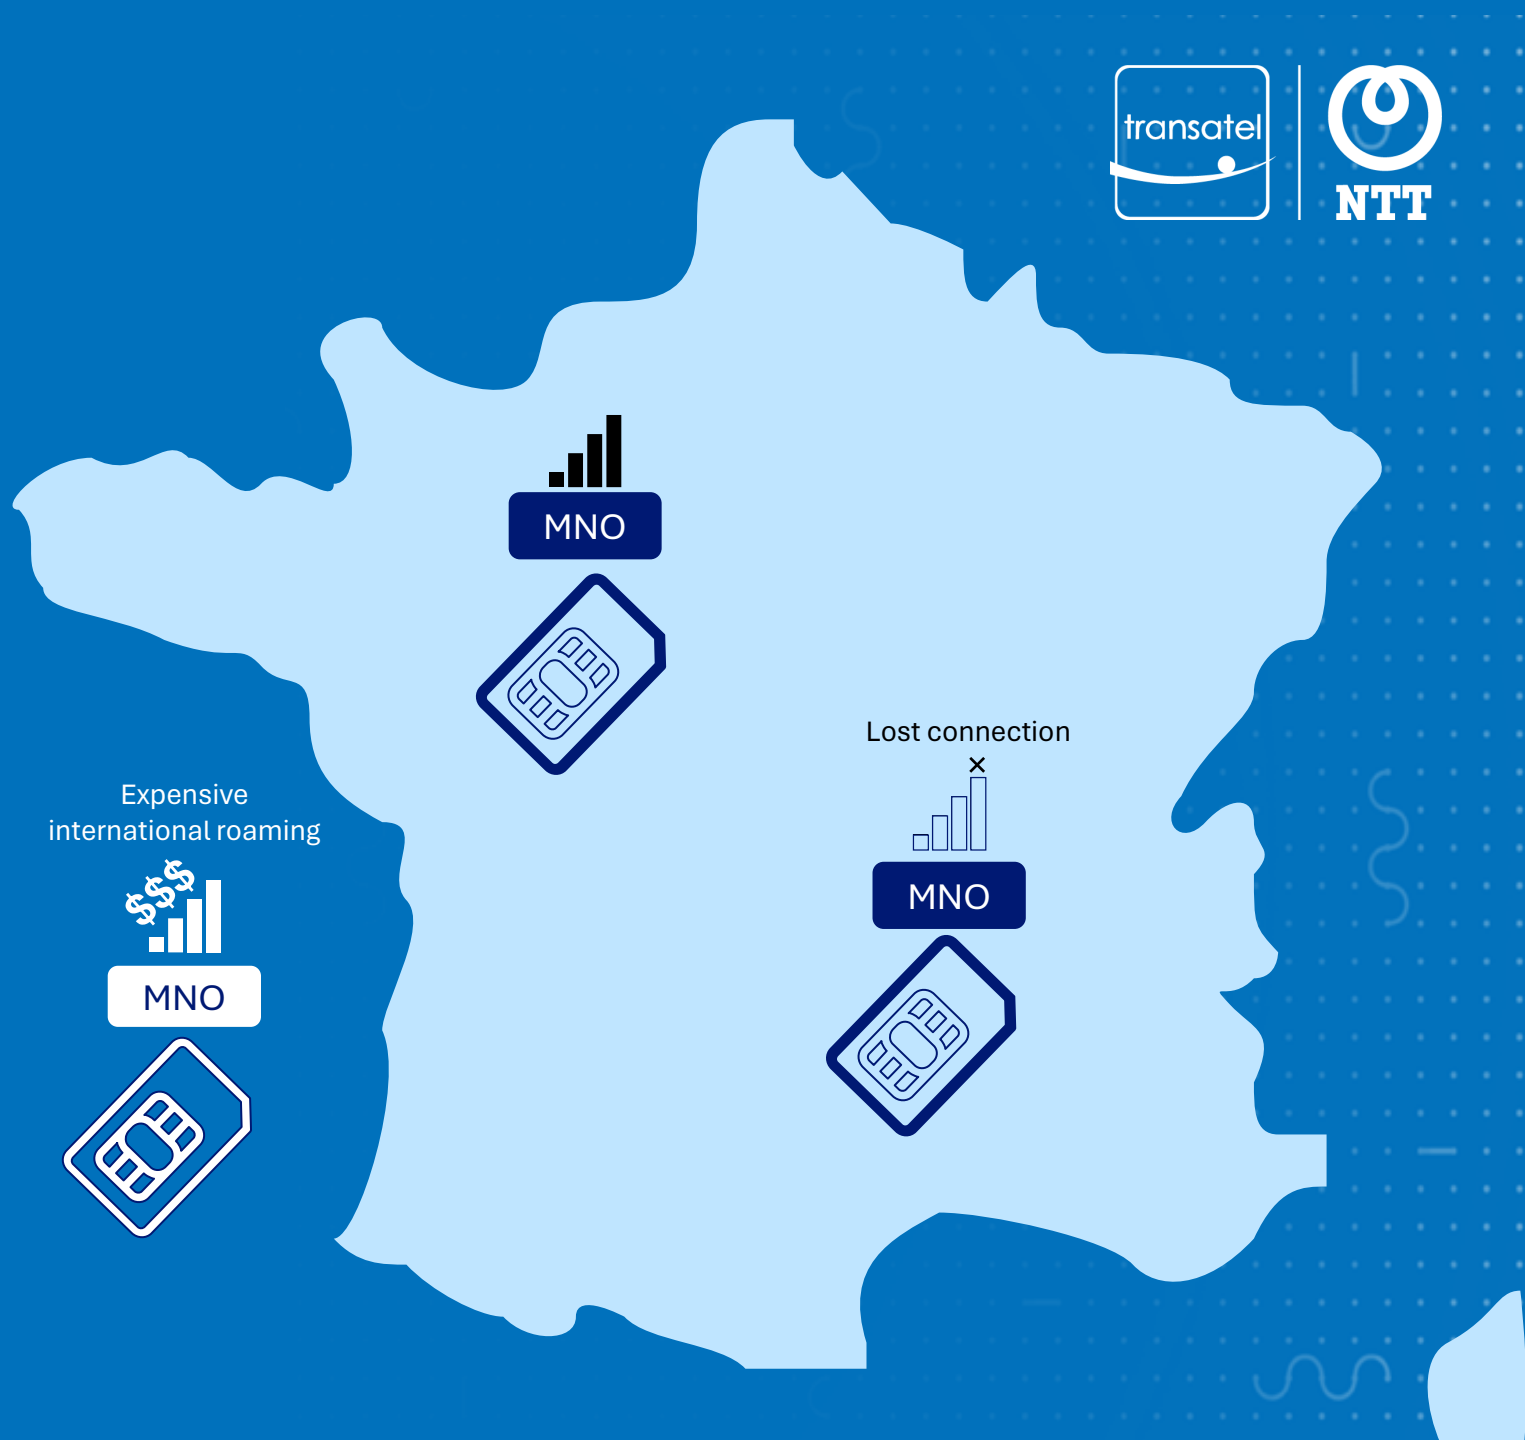 transatel
NTT
MNO
Lost connection
MNO
Expensive
international roaming
$$$
MNO